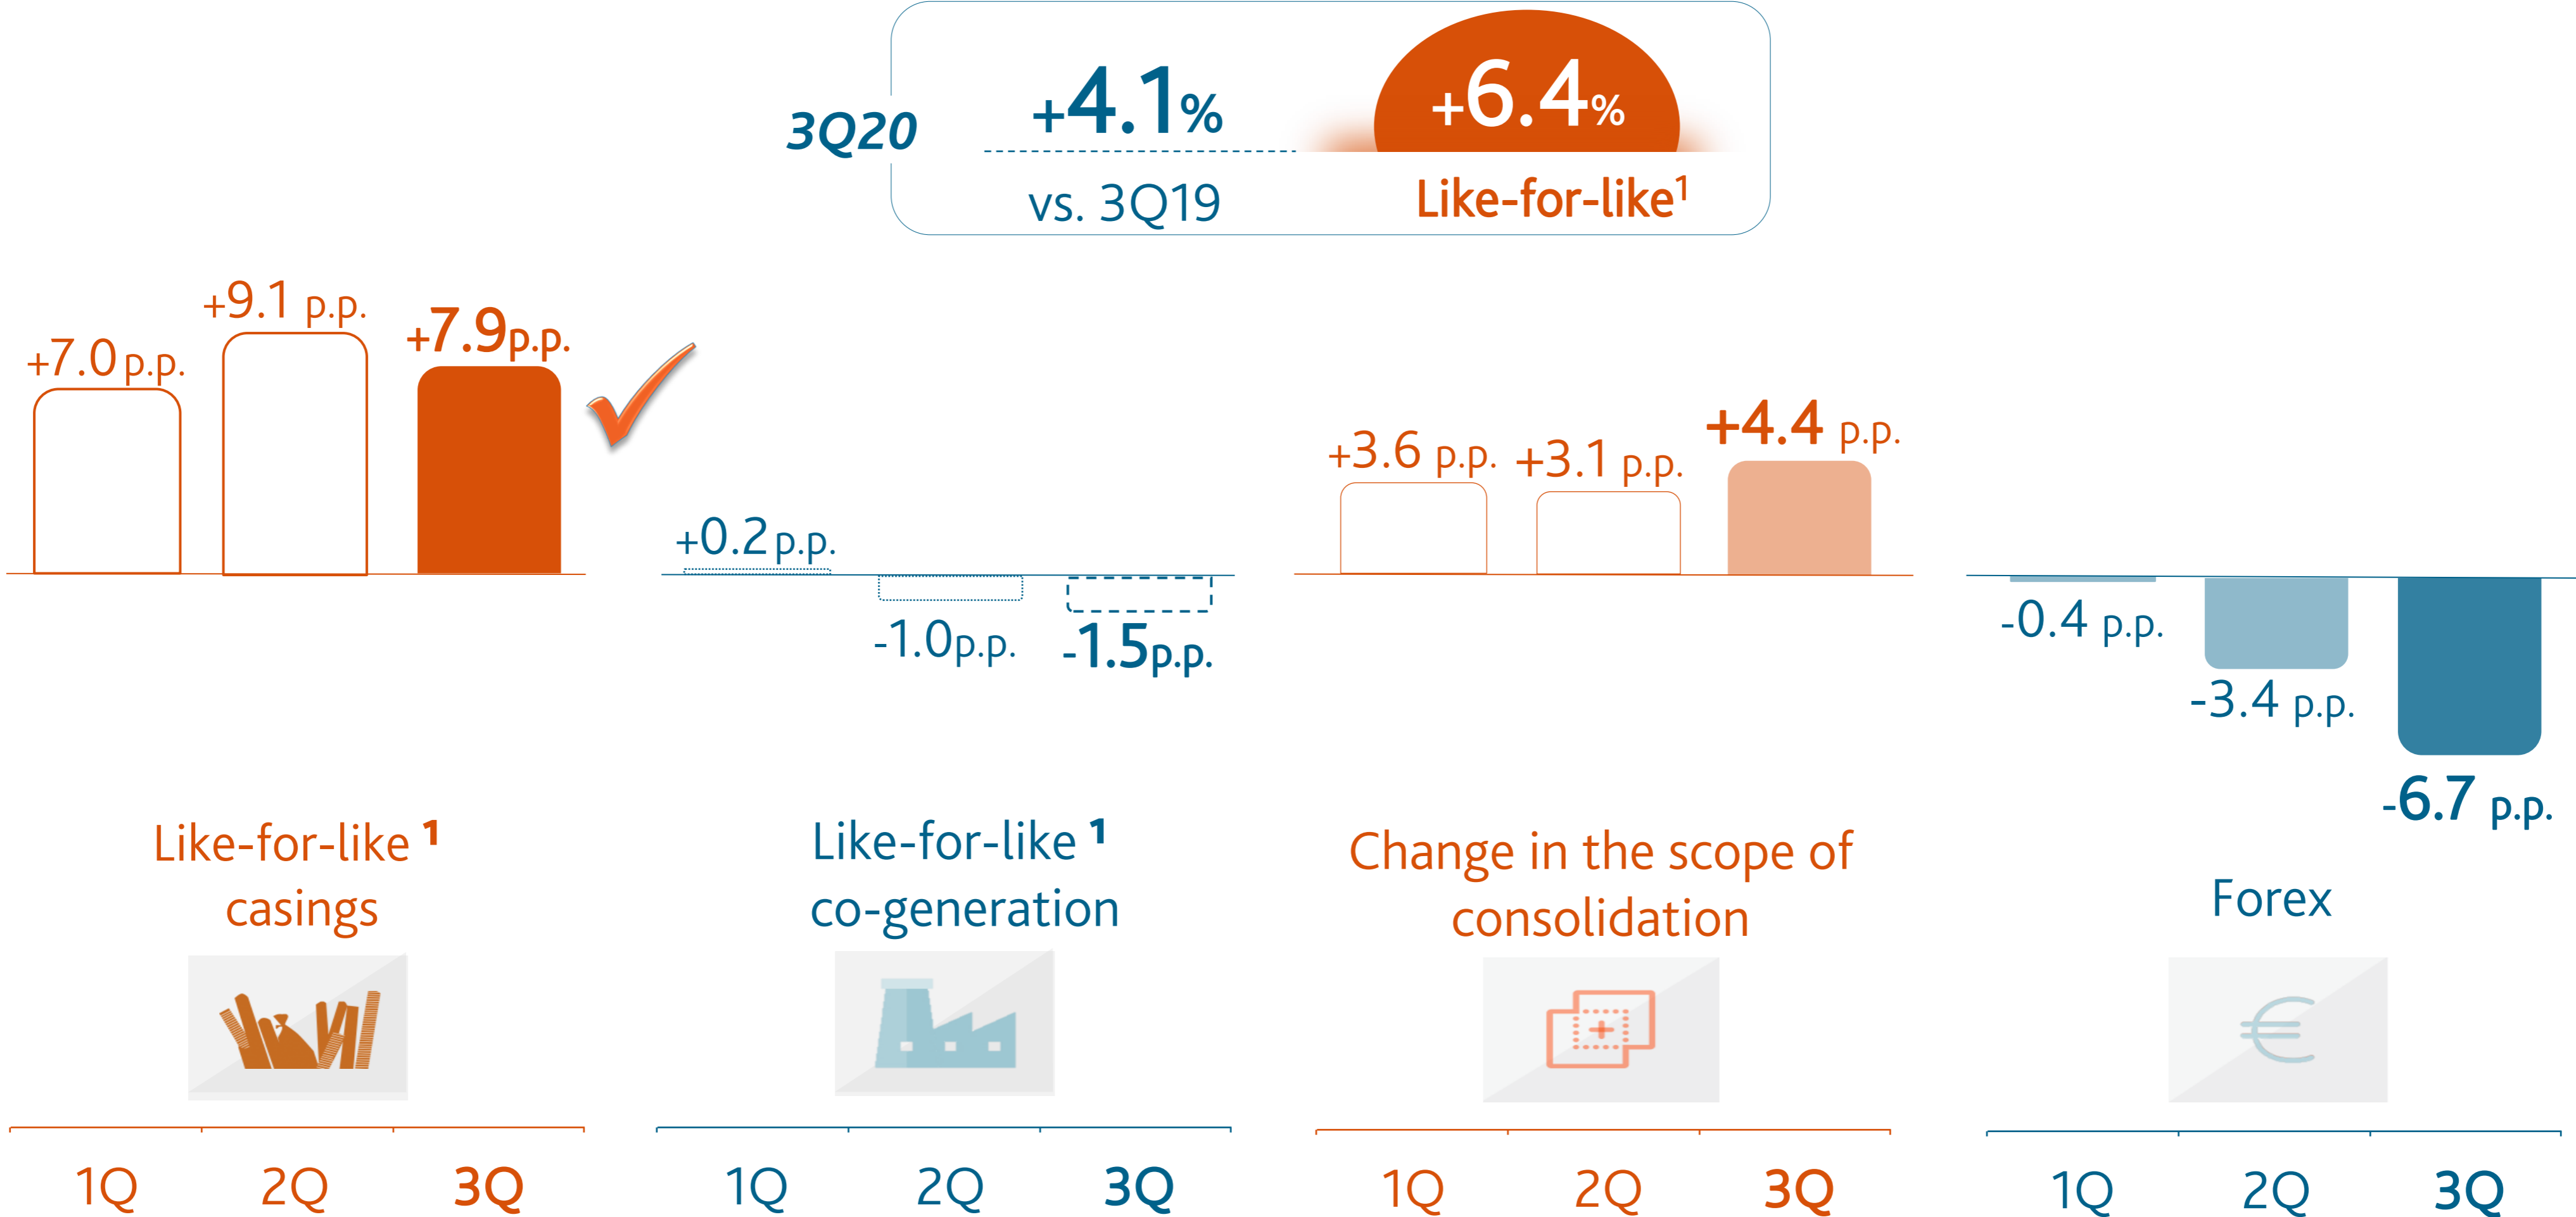 3Q20
+4.1%
vs. 3Q19
+6.4%
Like-for-like¹
+7.0 p.p.
+9.1 p.p.
+7.9p.p.
+0.2 p.p.
-1.0p.p.
-1.5p.p.
+3.6 p.p.
+3.1 p.p.
+4.4 p.p.
-0.4 p.p.
-3.4 p.p.
-6.7 p.p.
Like-for-like ¹
casings
Like-for-like ¹
co-generation
Change in the scope of
consolidation
Forex
1Q 2Q 3Q
1Q 2Q 3Q
1Q 2Q 3Q
1Q 2Q 3Q